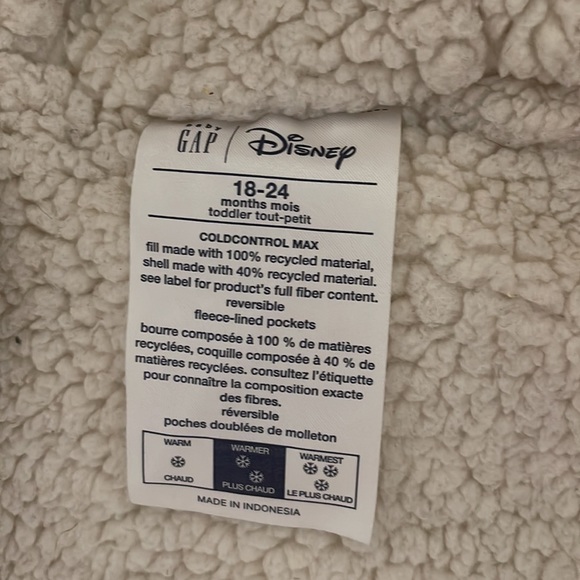 baby
GAP | Disney
18-24
months mois
toddler tout-petit
COLDCONTROL MAX
fill made with 100% recycled material,
shell made with 40% recycled material.
see label for product's full fiber content.
reversible
fleece-lined pockets
bourre composée à 100 % de matières
recyclées, coquille composée à 40 % de
matières recyclées. consultez l'étiquette
pour connaître la composition exacte
des fibres.
réversible
poches doublées de molleton
WARM WARMER WARMEST
CHAUD PLUS CHAUD LE PLUS CHAUD
MADE IN INDONESIA